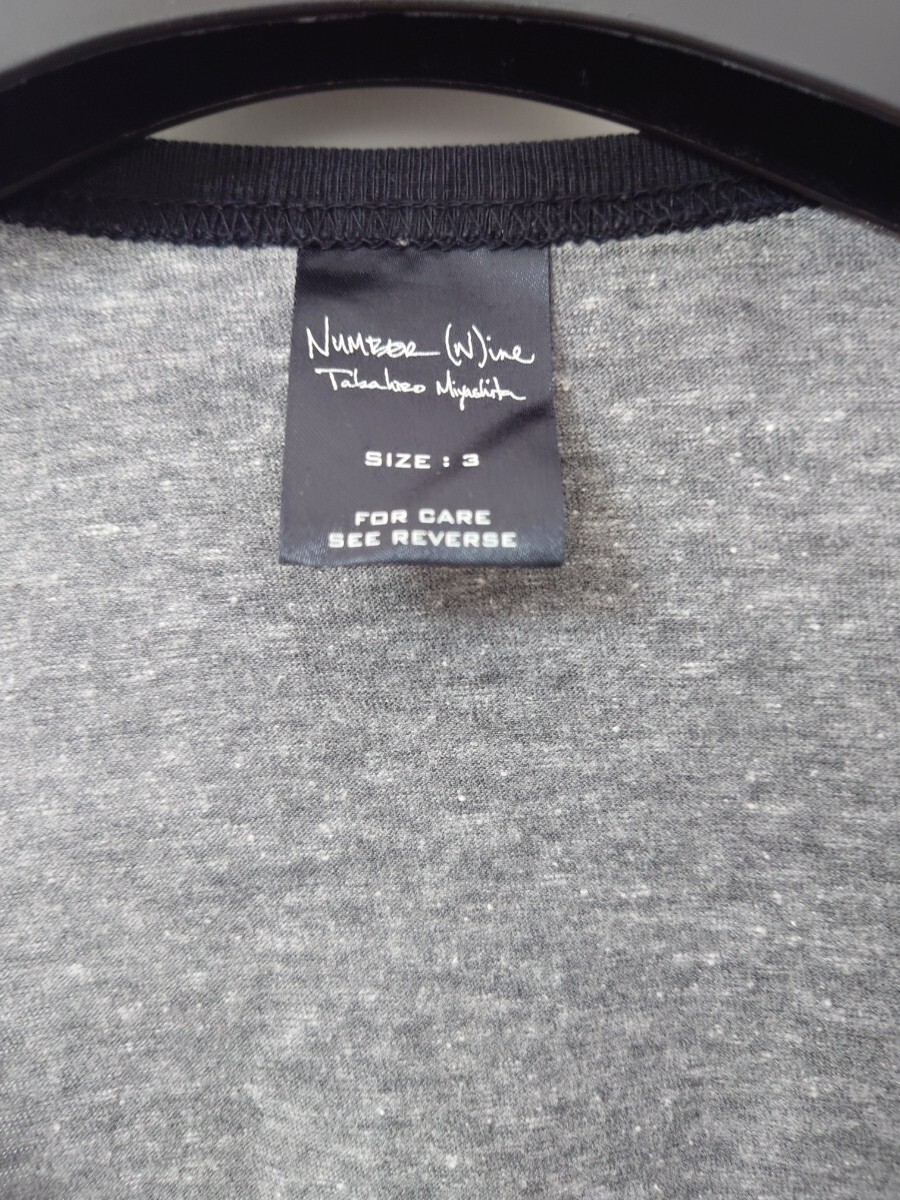 NUMBER (N)ine
Takahiro Miyashita
SIZE : 3
FOR CARE
SEE REVERSE